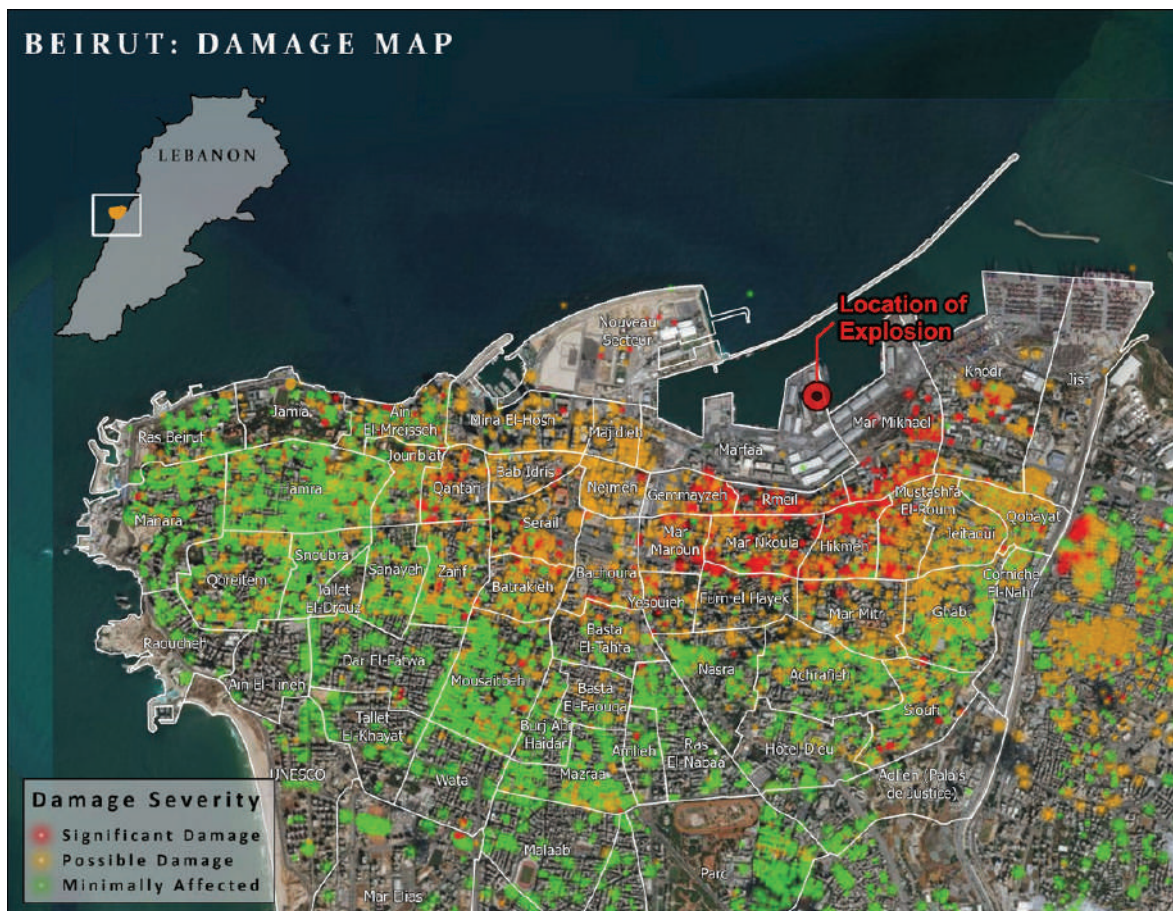 BEIRUT: DAMAGE MAP
LEBANON
Location of
Explosion
Nouveau
Secteur
Khodr
Jisr
Jamia
Ain
El-Mreisseh
Mina El-Hosn
Majidieh
Mar Mikhael
Ras Beirut
Marfaa
Jounblat
Bab Idris
Hamra
Qantari
Nejmeh
Gemmayzeh
Rmeil
Mustashfa
El-Roum
Manara
Serail
Jeitaoui
Qobayat
Mar
Maroun
Mar Nkoula
Hikmeh
Snoubra
Sanayeh
Zarif
Bachoura
Corniche
El-Nahr
Qoreitem
Tallet
El-Drouz
Batrakieh
Yesouieh
Furn el Hayek
Mar Mitr
Ghab
Raoucheh
Basta
El-Tahta
Dar El-Fatwa
Nasra
Achrafieh
Ain El-Tineh
Mousaitbeh
Basta
El-Faouqa
Sioufi
Tallet
El-Khayat
Burj Abi
Haidar
Amlieh
Ras
El-Nabaa
Hôtel-Dieu
UNESCO
Wata
Mazraa
Adlieh (Palais
de Justice)
Malaab
Parc
Mar Elias
Damage Severity
Significant Damage
Possible Damage
Minimally Affected